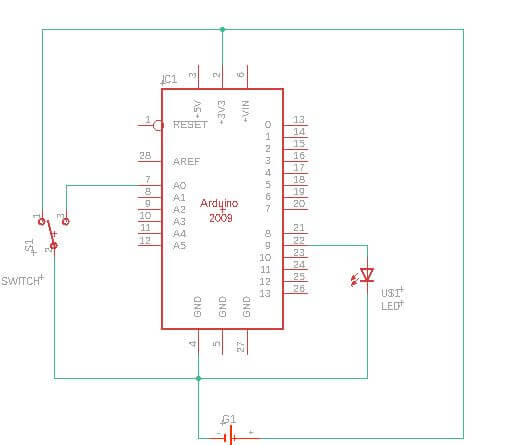 IC1
3 2 6
+5V +3V3 +VIN
1 RESET 0 13
1 14
2 15
28 AREF 3 16
4 17
7 A0 5 18
8 A1 6 19
9 A2 Arduino 7 20
10 A3 2009
11 A4 8 21
12 A5 9 22
10 23
11 24
12 25
13 26
1 3
S1
2
SWITCH
U$1
LED
GND GND GND
4 5 27
G1
- +